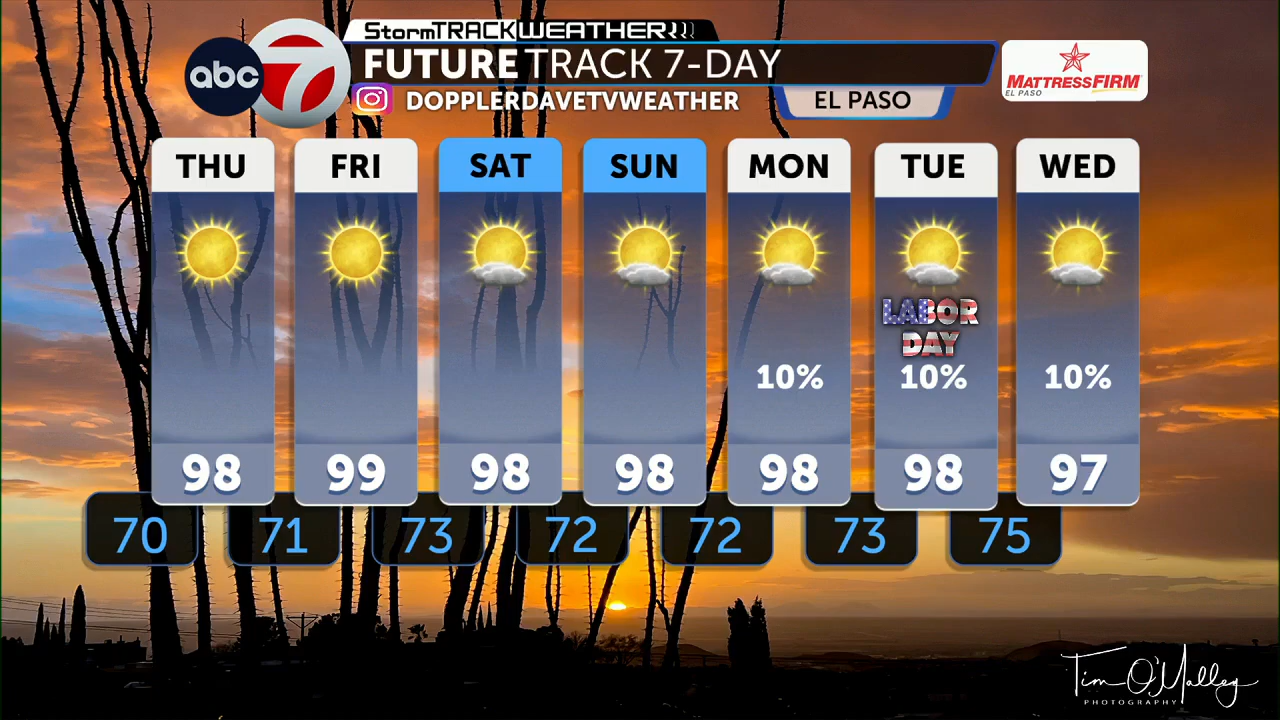 StormTRACKWEATHER
abc 7
FUTURE TRACK 7-DAY
DOPPLERDAVETVWEATHER
EL PASO
MATTRESSFIRM
EL PASO
THU FRI SAT SUN MON TUE WED
LABOR
DAY
10% 10% 10%
98 99 98 98 98 98 97
70 71 73 72 72 73 75
Tim O'Malley
PHOTOGRAPHY